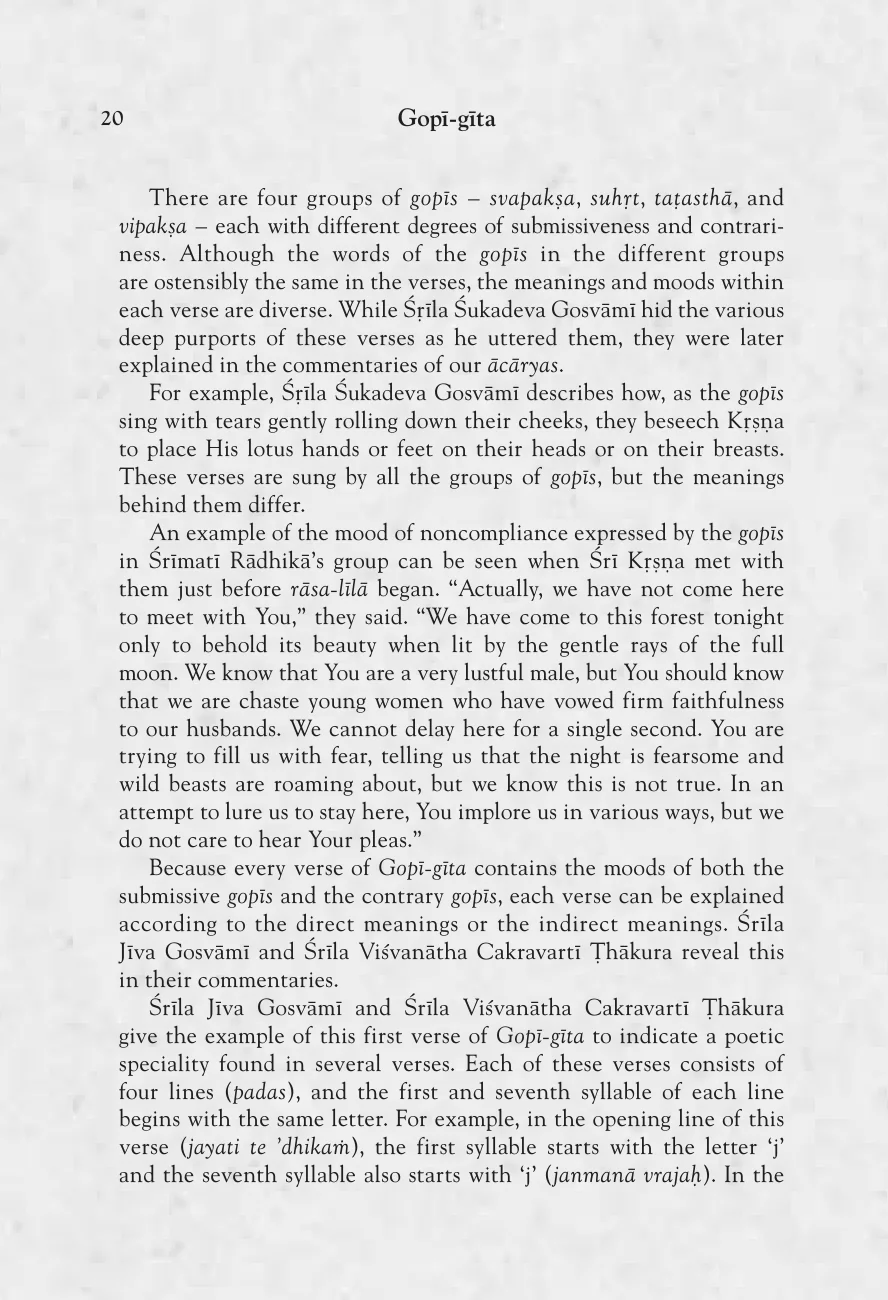 20
Gopī-gīta
There are four groups of gopīs – svapakṣa, suhṛt, taṭasthā, and
vipakṣa – each with different degrees of submissiveness and contrari-
ness. Although the words of the gopīs in the different groups
are ostensibly the same in the verses, the meanings and moods within
each verse are diverse. While Śṛīla Śukadeva Gosvāmī hid the various
deep purports of these verses as he uttered them, they were later
explained in the commentaries of our ācāryas.
For example, Śṛīla Śukadeva Gosvāmī describes how, as the gopīs
sing with tears gently rolling down their cheeks, they beseech Kṛṣṇa
to place His lotus hands or feet on their heads or on their breasts.
These verses are sung by all the groups of gopīs, but the meanings
behind them differ.
An example of the mood of noncompliance expressed by the gopīs
in Śrīmatī Rādhikā’s group can be seen when Śrī Kṛṣṇa met with
them just before rāsa-līlā began. “Actually, we have not come here
to meet with You,” they said. “We have come to this forest tonight
only to behold its beauty when lit by the gentle rays of the full
moon. We know that You are a very lustful male, but You should know
that we are chaste young women who have vowed firm faithfulness
to our husbands. We cannot delay here for a single second. You are
trying to fill us with fear, telling us that the night is fearsome and
wild beasts are roaming about, but we know this is not true. In an
attempt to lure us to stay here, You implore us in various ways, but we
do not care to hear Your pleas.”
Because every verse of Gopī-gīta contains the moods of both the
submissive gopīs and the contrary gopīs, each verse can be explained
according to the direct meanings or the indirect meanings. Śrīla
Jīva Gosvāmī and Śrīla Viśvanātha Cakravartī Ṭhākura reveal this
in their commentaries.
Śrīla Jīva Gosvāmī and Śrīla Viśvanātha Cakravartī Ṭhākura
give the example of this first verse of Gopī-gīta to indicate a poetic
speciality found in several verses. Each of these verses consists of
four lines (padas), and the first and seventh syllable of each line
begins with the same letter. For example, in the opening line of this
verse (jayati te ’dhikaṁ), the first syllable starts with the letter ‘j’
and the seventh syllable also starts with ‘j’ (janmanā vrajaḥ). In the